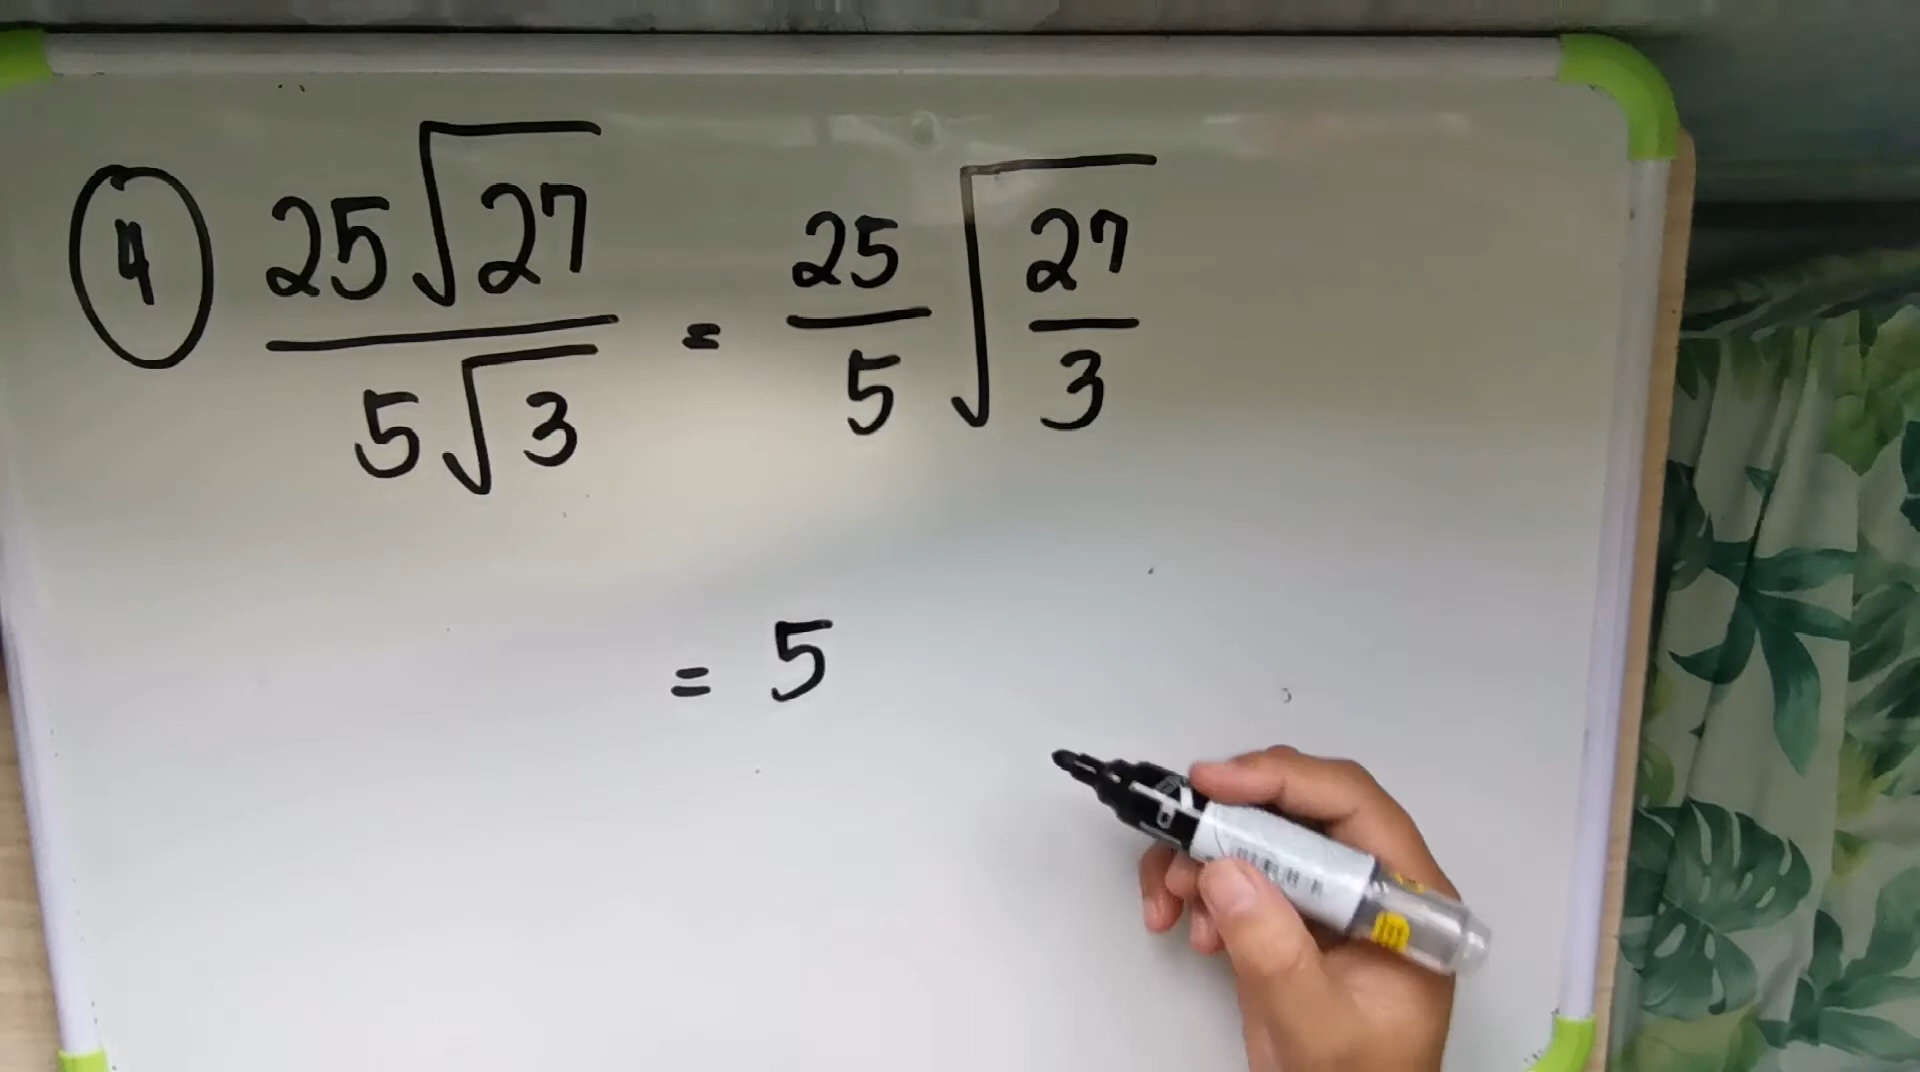 ④ 25√27 / 5√3 = 25/5 √(27/3)
= 5